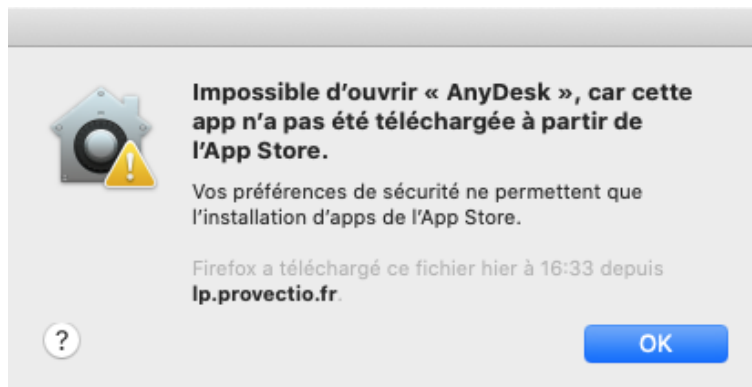 Impossible d'ouvrir « AnyDesk », car cette
app n'a pas été téléchargée à partir de
l'App Store.
Vos préférences de sécurité ne permettent que
l'installation d'apps de l'App Store.
Firefox a téléchargé ce fichier hier à 16:33 depuis
lp.provectio.fr.
?
OK